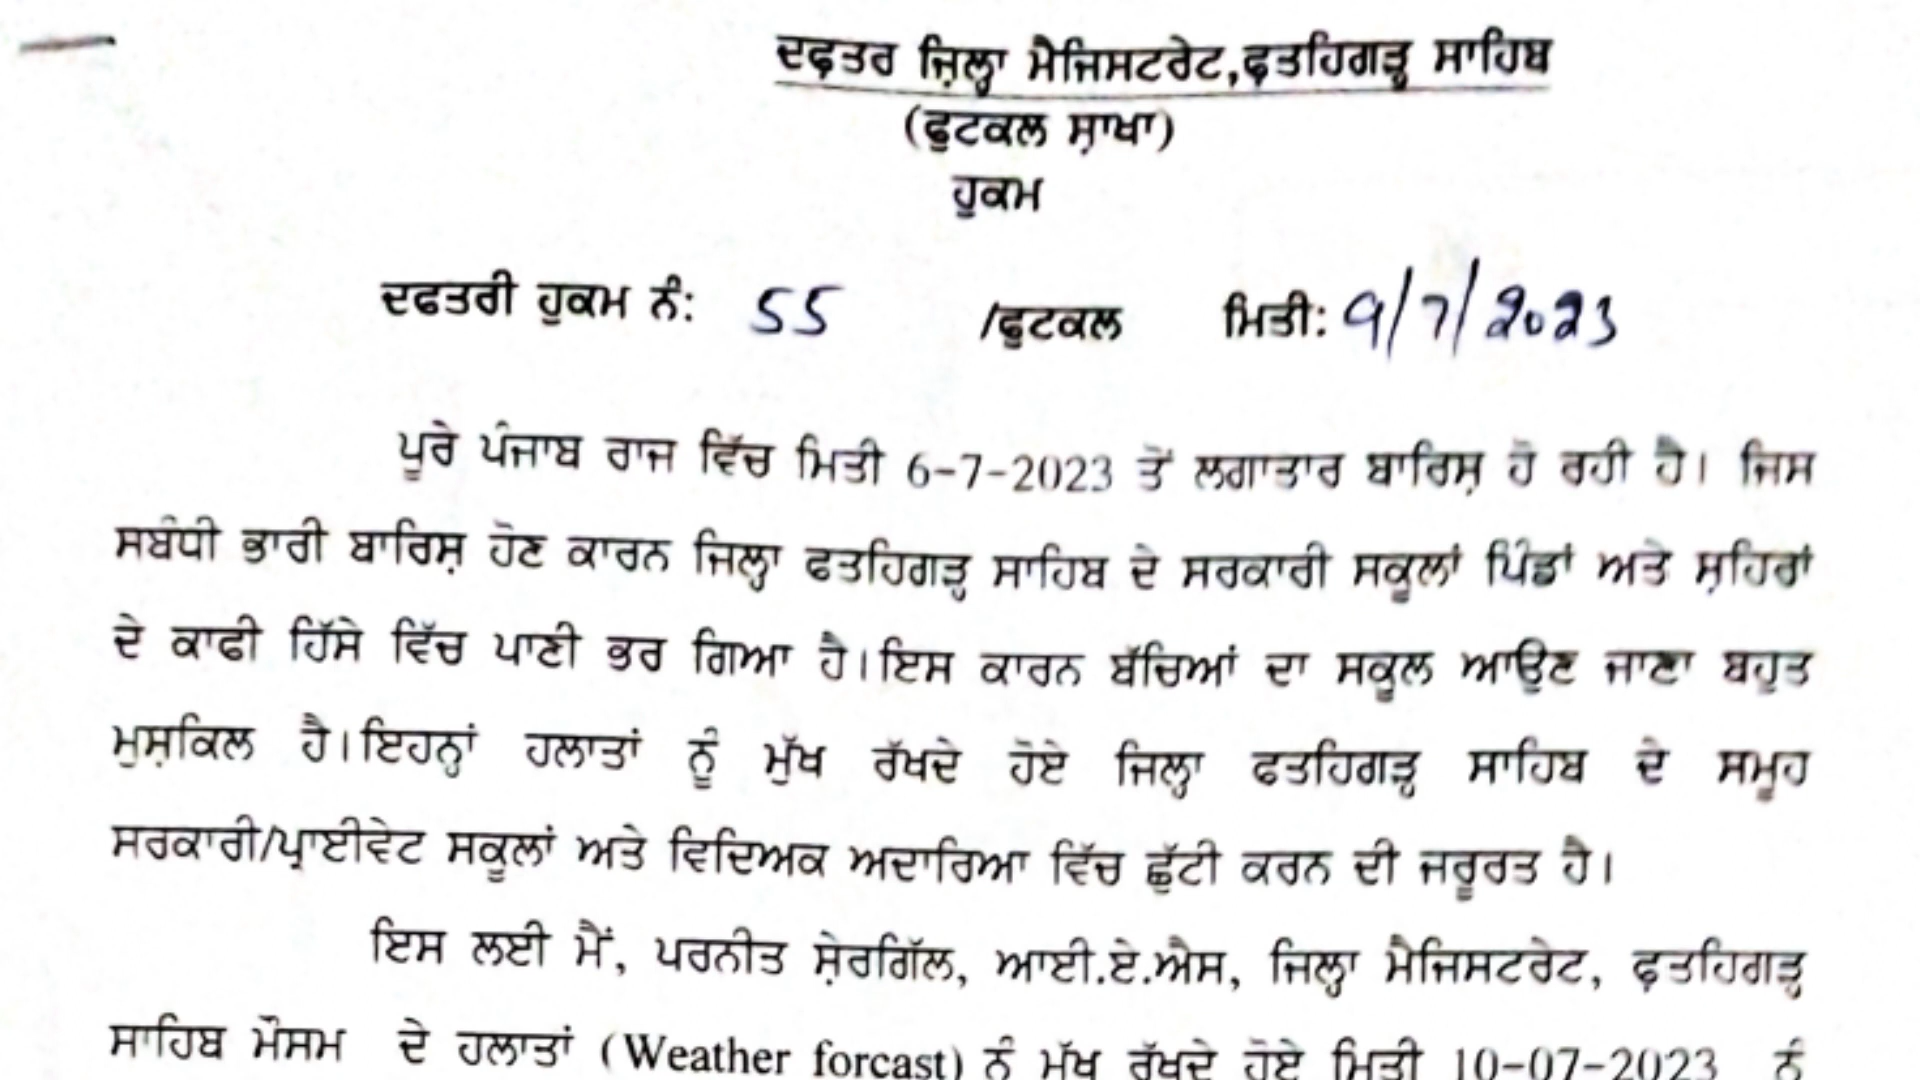 ਦਫ਼ਤਰ ਜ਼ਿਲ੍ਹਾ ਮੈਜਿਸਟਰੇਟ,ਫ਼ਤਹਿਗੜ੍ਹ ਸਾਹਿਬ
(ਫੁਟਕਲ ਸ਼ਾਖਾ)
ਹੁਕਮ
ਦਫਤਰੀ ਹੁਕਮ ਨੰ: 55 /ਫੁਟਕਲ ਮਿਤੀ: 9/7/2023
ਪੂਰੇ ਪੰਜਾਬ ਰਾਜ ਵਿੱਚ ਮਿਤੀ 6-7-2023 ਤੋਂ ਲਗਾਤਾਰ ਬਾਰਿਸ਼ ਹੋ ਰਹੀ ਹੈ। ਜਿਸ
ਸਬੰਧੀ ਭਾਰੀ ਬਾਰਿਸ਼ ਹੋਣ ਕਾਰਨ ਜਿਲ੍ਹਾ ਫਤਹਿਗੜ੍ਹ ਸਾਹਿਬ ਦੇ ਸਰਕਾਰੀ ਸਕੂਲਾਂ ਪਿੰਡਾਂ ਅਤੇ ਸ਼ਹਿਰਾਂ
ਦੇ ਕਾਫੀ ਹਿੱਸੇ ਵਿੱਚ ਪਾਣੀ ਭਰ ਗਿਆ ਹੈ।ਇਸ ਕਾਰਨ ਬੱਚਿਆਂ ਦਾ ਸਕੂਲ ਆਉਣ ਜਾਣਾ ਬਹੁਤ
ਮੁਸ਼ਕਿਲ ਹੈ।ਇਹਨ੍ਹਾਂ ਹਲਾਤਾਂ ਨੂੰ ਮੁੱਖ ਰੱਖਦੇ ਹੋਏ ਜਿਲ੍ਹਾ ਫਤਹਿਗੜ੍ਹ ਸਾਹਿਬ ਦੇ ਸਮੂਹ
ਸਰਕਾਰੀ/ਪ੍ਰਾਈਵੇਟ ਸਕੂਲਾਂ ਅਤੇ ਵਿਦਿਅਕ ਅਦਾਰਿਆ ਵਿੱਚ ਛੁੱਟੀ ਕਰਨ ਦੀ ਜਰੂਰਤ ਹੈ।
ਇਸ ਲਈ ਮੈਂ, ਪਰਨੀਤ ਸ਼ੇਰਗਿੱਲ, ਆਈ.ਏ.ਐਸ, ਜਿਲ੍ਹਾ ਮੈਜਿਸਟਰੇਟ, ਫ਼ਤਹਿਗੜ੍ਹ
ਸਾਹਿਬ ਮੌਸਮ ਦੇ ਹਲਾਤਾਂ (Weather forcast) ਨੂੰ ਮੁੱਖ ਰੱਖਦੇ ਹੋਏ ਮਿਤੀ 10-07-2023 ਨੂੰ